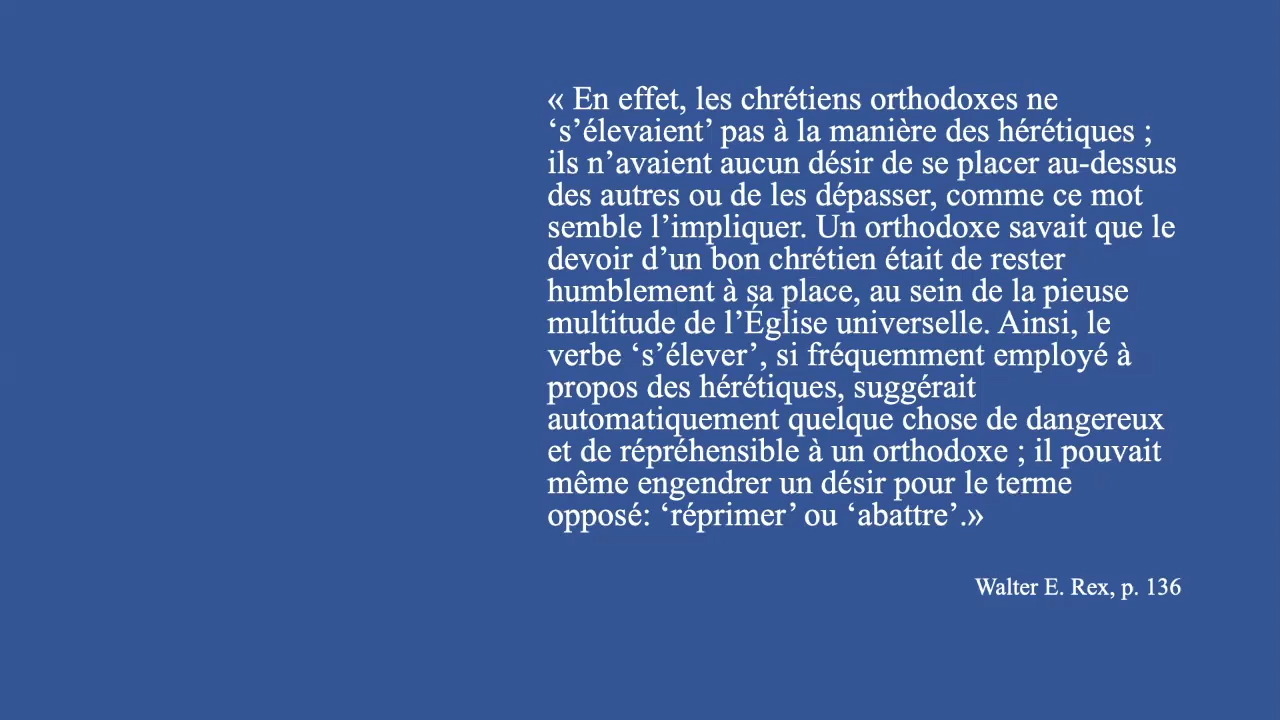 « En effet, les chrétiens orthodoxes ne
‘s’élevaient’ pas à la manière des hérétiques ;
ils n’avaient aucun désir de se placer au-dessus
des autres ou de les dépasser, comme ce mot
semble l’impliquer. Un orthodoxe savait que le
devoir d’un bon chrétien était de rester
humblement à sa place, au sein de la pieuse
multitude de l’Église universelle. Ainsi, le
verbe ‘s’élever’, si fréquemment employé à
propos des hérétiques, suggérait
automatiquement quelque chose de dangereux
et de répréhensible à un orthodoxe ; il pouvait
même engendrer un désir pour le terme
opposé: ‘réprimer’ ou ‘abattre’.»
Walter E. Rex, p. 136